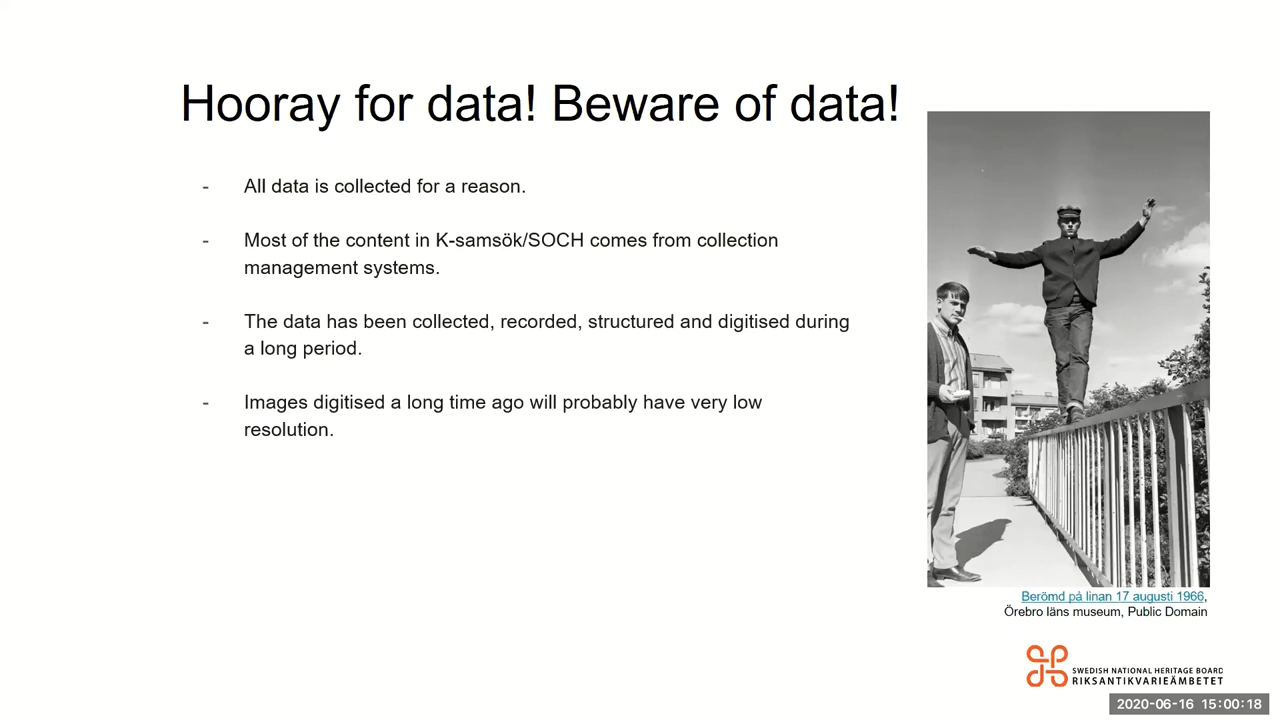 Hooray for data! Beware of data!
- All data is collected for a reason.
- Most of the content in K-samsök/SOCH comes from collection
management systems.
- The data has been collected, recorded, structured and digitised during
a long period.
- Images digitised a long time ago will probably have very low
resolution.
Berömd på linan 17 augusti 1966,
Örebro läns museum, Public Domain
SWEDISH NATIONAL HERITAGE BOARD
RIKSANTIKVARIEÄMBETET
2020-06-16 15:00:18